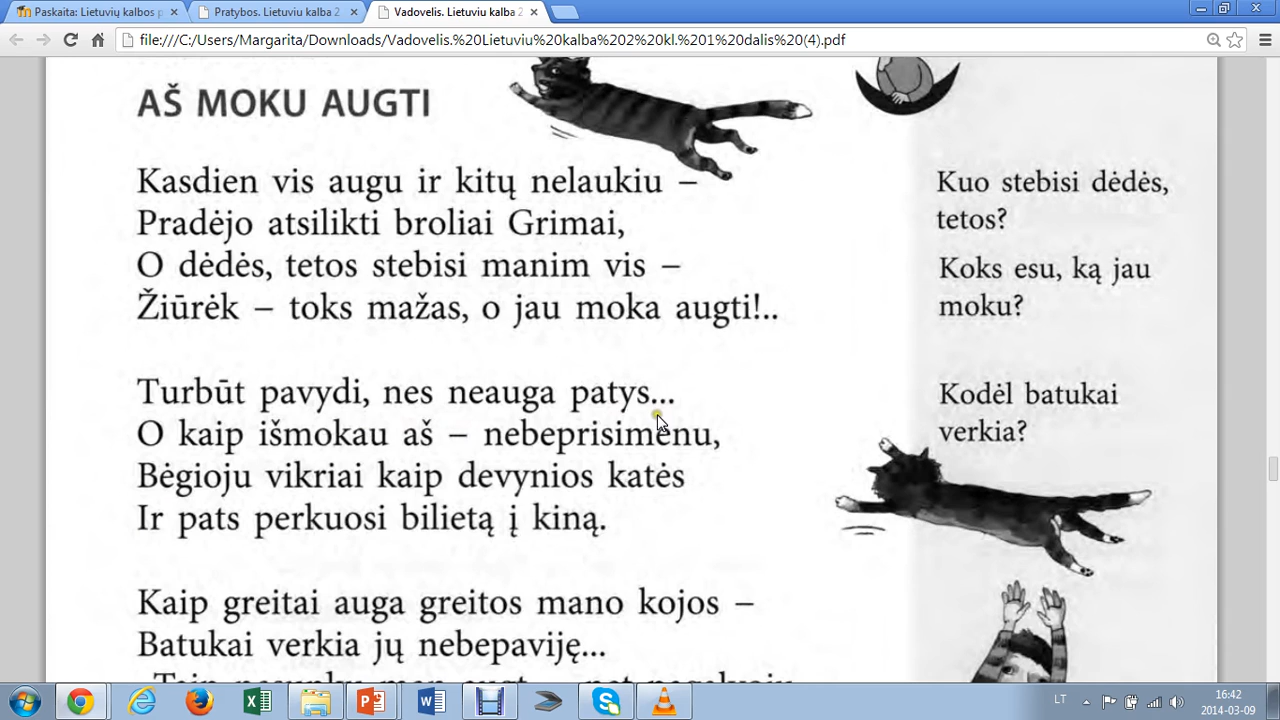 Paskaita: Lietuvių kalbos p
Pratybos. Lietuviu kalba 2
Vadovelis. Lietuviu kalba 2
file:///C:/Users/Margarita/Downloads/Vadovelis.%20Lietuviu%20kalba%202%20kl.%201%20dalis%20(4).pdf
AŠ MOKU AUGTI
Kasdien vis augu ir kitų nelaukiu –
Pradėjo atsilikti broliai Grimai,
O dėdės, tetos stebisi manim vis –
Žiūrėk – toks mažas, o jau moka augti!..
Turbūt pavydi, nes neauga patys...
O kaip išmokau aš – nebeprisimenu,
Bėgioju vikriai kaip devynios katės
Ir pats perkuosi bilietą į kiną.
Kaip greitai auga greitos mano kojos –
Batukai verkia jų nebepaviję...
Kuo stebisi dėdės,
tetos?
Koks esu, ką jau
moku?
Kodėl batukai
verkia?
LT
16:42
2014-03-09